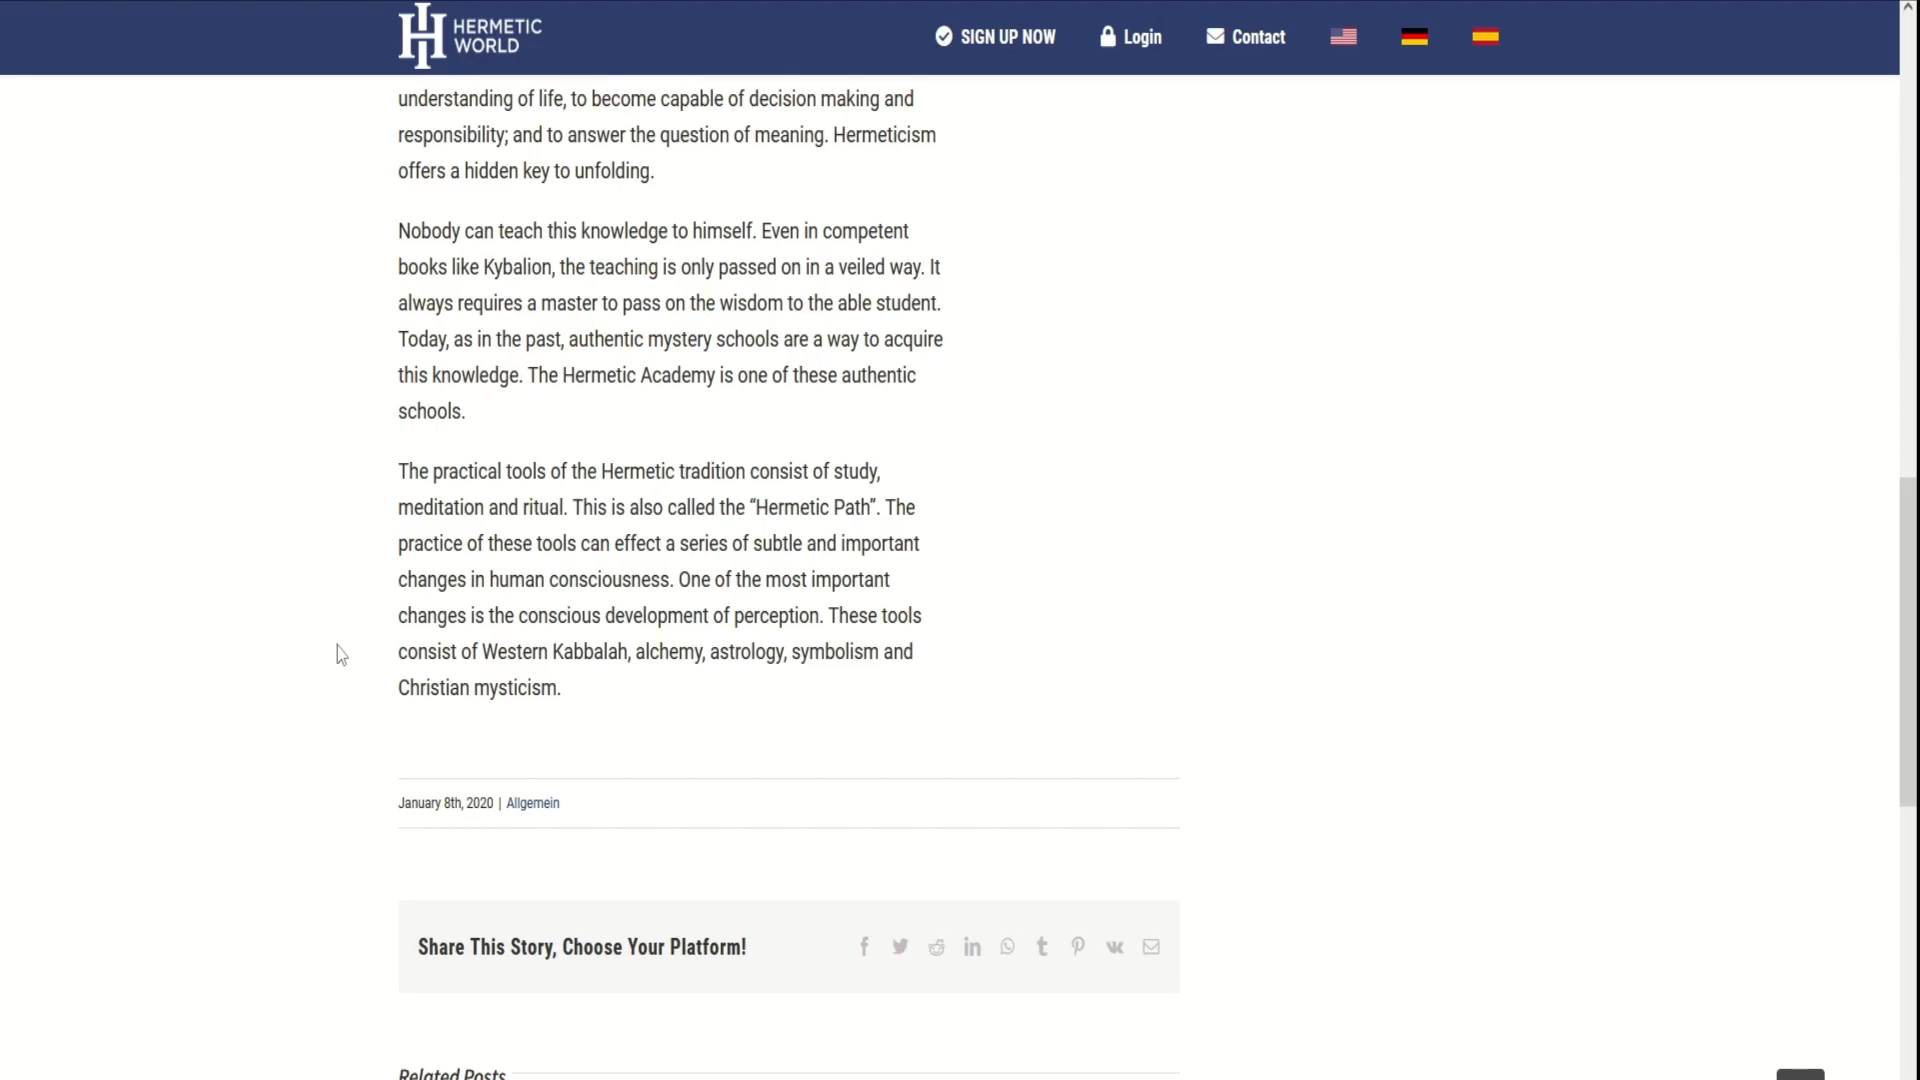 HERMETIC
WORLD
SIGN UP NOW
Login
Contact
understanding of life, to become capable of decision making and
responsibility; and to answer the question of meaning. Hermeticism
offers a hidden key to unfolding.
Nobody can teach this knowledge to himself. Even in competent
books like Kybalion, the teaching is only passed on in a veiled way. It
always requires a master to pass on the wisdom to the able student.
Today, as in the past, authentic mystery schools are a way to acquire
this knowledge. The Hermetic Academy is one of these authentic
schools.
The practical tools of the Hermetic tradition consist of study,
meditation and ritual. This is also called the “Hermetic Path”. The
practice of these tools can effect a series of subtle and important
changes in human consciousness. One of the most important
changes is the conscious development of perception. These tools
consist of Western Kabbalah, alchemy, astrology, symbolism and
Christian mysticism.
January 8th, 2020 | Allgemein
Share This Story, Choose Your Platform!
Related Posts